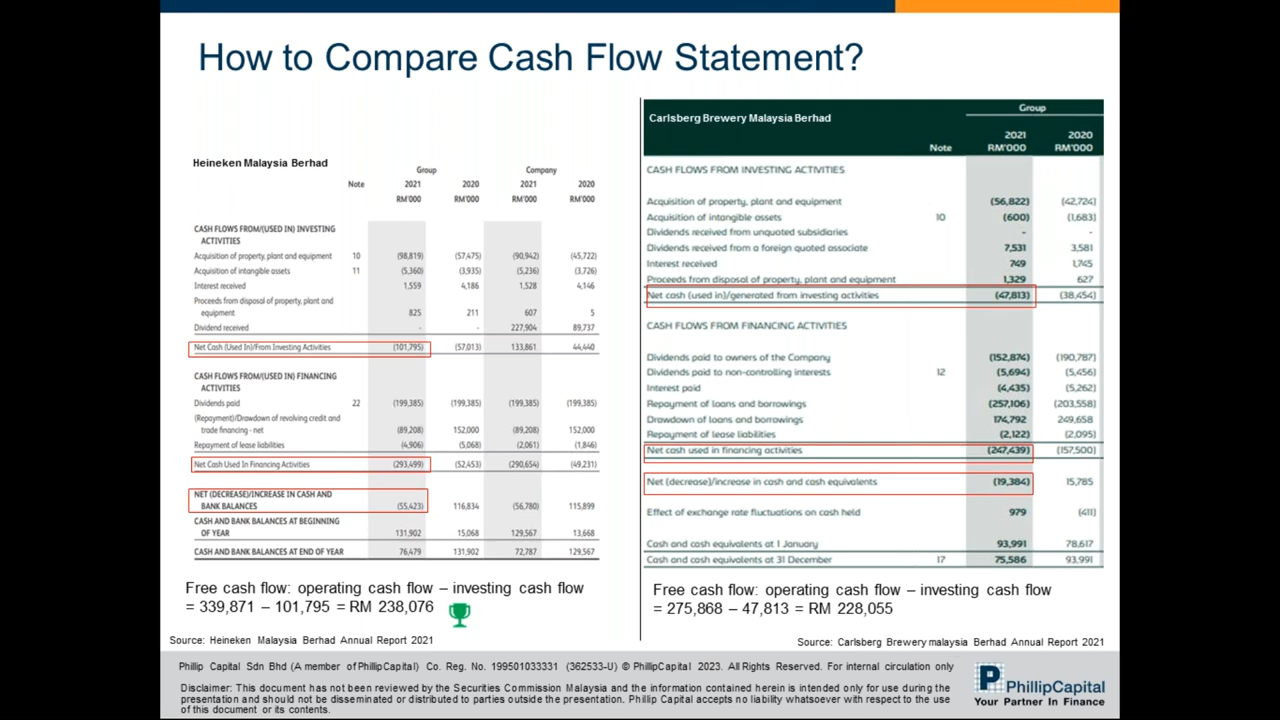 How to Compare Cash Flow Statement?
Heineken Malaysia Berhad
Group Company
Note 2021 2020 2021 2020
RM'000 RM'000 RM'000 RM'000
CASH FLOWS FROM/(USED IN) INVESTING
ACTIVITIES
Acquisition of property, plant and equipment 10 (98,819) (57,475) (90,942) (45,722)
Acquisition of intangible assets 11 (5,360) (3,935) (5,236) (3,726)
Interest received 1,559 4,186 1,528 4,146
Proceeds from disposal of property, plant and
equipment 825 211 607 5
Dividend received - - 227,904 89,737
Net Cash (Used In)/From Investing Activities (101,795) (57,013) 133,861 44,440
CASH FLOWS FROM/(USED IN) FINANCING
ACTIVITIES
Dividends paid 22 (199,385) (199,385) (199,385) (199,385)
(Repayment)/Drawdown of revolving credit and
trade financing - net (89,208) 152,000 (89,208) 152,000
Repayment of lease liabilities (4,906) (5,068) (2,061) (1,846)
Net Cash Used In Financing Activities (293,499) (52,453) (290,654) (49,231)
NET (DECREASE)/INCREASE IN CASH AND
BANK BALANCES (55,423) 116,834 (56,780) 115,899
CASH AND BANK BALANCES AT BEGINNING
OF YEAR 131,902 15,068 129,567 13,668
CASH AND BANK BALANCES AT END OF YEAR 76,479 131,902 72,787 129,567
Free cash flow: operating cash flow – investing cash flow
= 339,871 – 101,795 = RM 238,076
Source: Heineken Malaysia Berhad Annual Report 2021
Group
Carlsberg Brewery Malaysia Berhad
2021 2020
Note RM'000 RM'000
CASH FLOWS FROM INVESTING ACTIVITIES
Acquisition of property, plant and equipment (56,822) (42,724)
Acquisition of intangible assets 10 (600) (1,683)
Dividends received from unquoted subsidiaries - -
Dividends received from a foreign quoted associate 7,531 3,581
Interest received 749 1,745
Proceeds from disposal of property, plant and equipment 1,329 627
Net cash (used in)/generated from investing activities (47,813) (38,454)
CASH FLOWS FROM FINANCING ACTIVITIES
Dividends paid to owners of the Company (152,874) (190,787)
Dividends paid to non-controlling interests 12 (5,694) (5,456)
Interest paid (4,435) (5,262)
Repayment of loans and borrowings (257,106) (203,558)
Drawdown of loans and borrowings 174,792 249,658
Repayment of lease liabilities (2,122) (2,095)
Net cash used in financing activities (247,439) (157,500)
Net (decrease)/increase in cash and cash equivalents (19,384) 15,785
Effect of exchange rate fluctuations on cash held 979 (411)
Cash and cash equivalents at 1 January 93,991 78,617
Cash and cash equivalents at 31 December 17 75,586 93,991
Free cash flow: operating cash flow – investing cash flow
= 275,868 – 47,813 = RM 228,055
Source: Carlsberg Brewery malaysia Berhad Annual Report 2021
Phillip Capital Sdn Bhd (A member of PhillipCapital) Co. Reg. No. 199501033331 (362533-U) © PhillipCapital 2023. All Rights Reserved. For internal circulation only
Disclaimer: This document has not been reviewed by the Securities Commission Malaysia and the information contained herein is intended only for use during the
presentation and should not be disseminated or distributed to parties outside the presentation. Phillip Capital accepts no liability whatsoever with respect to the use
of this document or its contents.
PhillipCapital
Your Partner In Finance